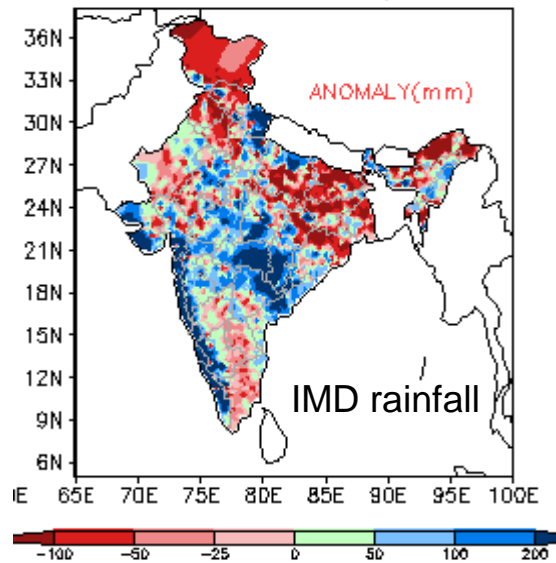 36N
33N
ANOMALY(mm)
30N
27N
24N
21N
18N
15N
12N
IMD rainfall
9N
6N
E 65E 70E 75E 80E 85E 90E 95E 100E
-100 -50 -25 0 50 100 200